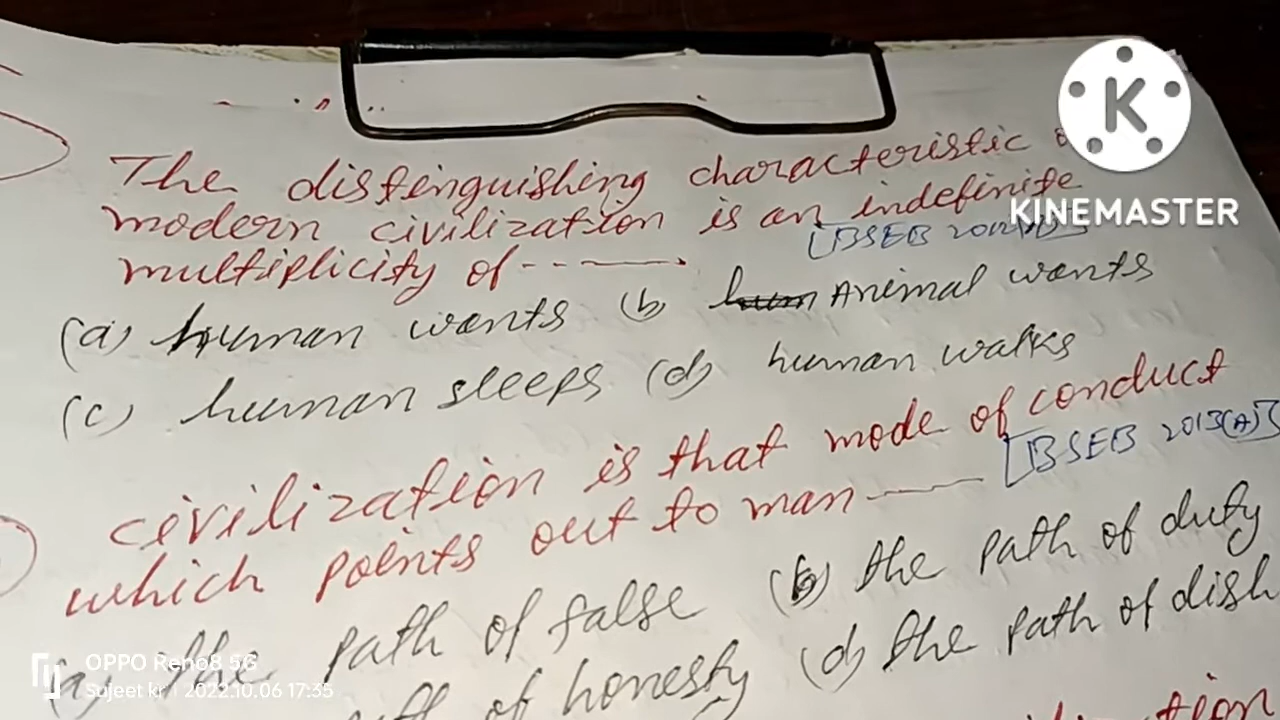 The distinguishing characteristic
modern civilization is an indefinite
multiplicity of
[BSEB 2012(A)]
(a) human wants (b) Animal wants
(c) human sleeps (d) human walks
civilization is that mode of conduct
which points out to man
[BSEB 2013(A)]
(a) the path of false (b) the path of duty
of honesty (d) the path of
K
KINEMASTER
OPPO Reno8 5G
Sujeet kr | 2022.10.06 17:35